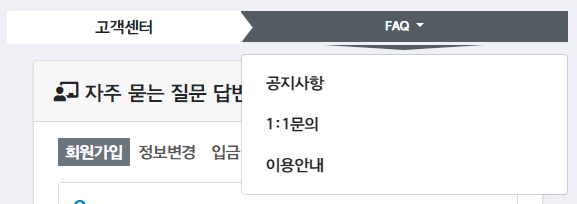 고객센터
FAQ
공지사항
자주 묻는 질문 답변
1:1문의
회원가입 정보변경 입금
이용안내